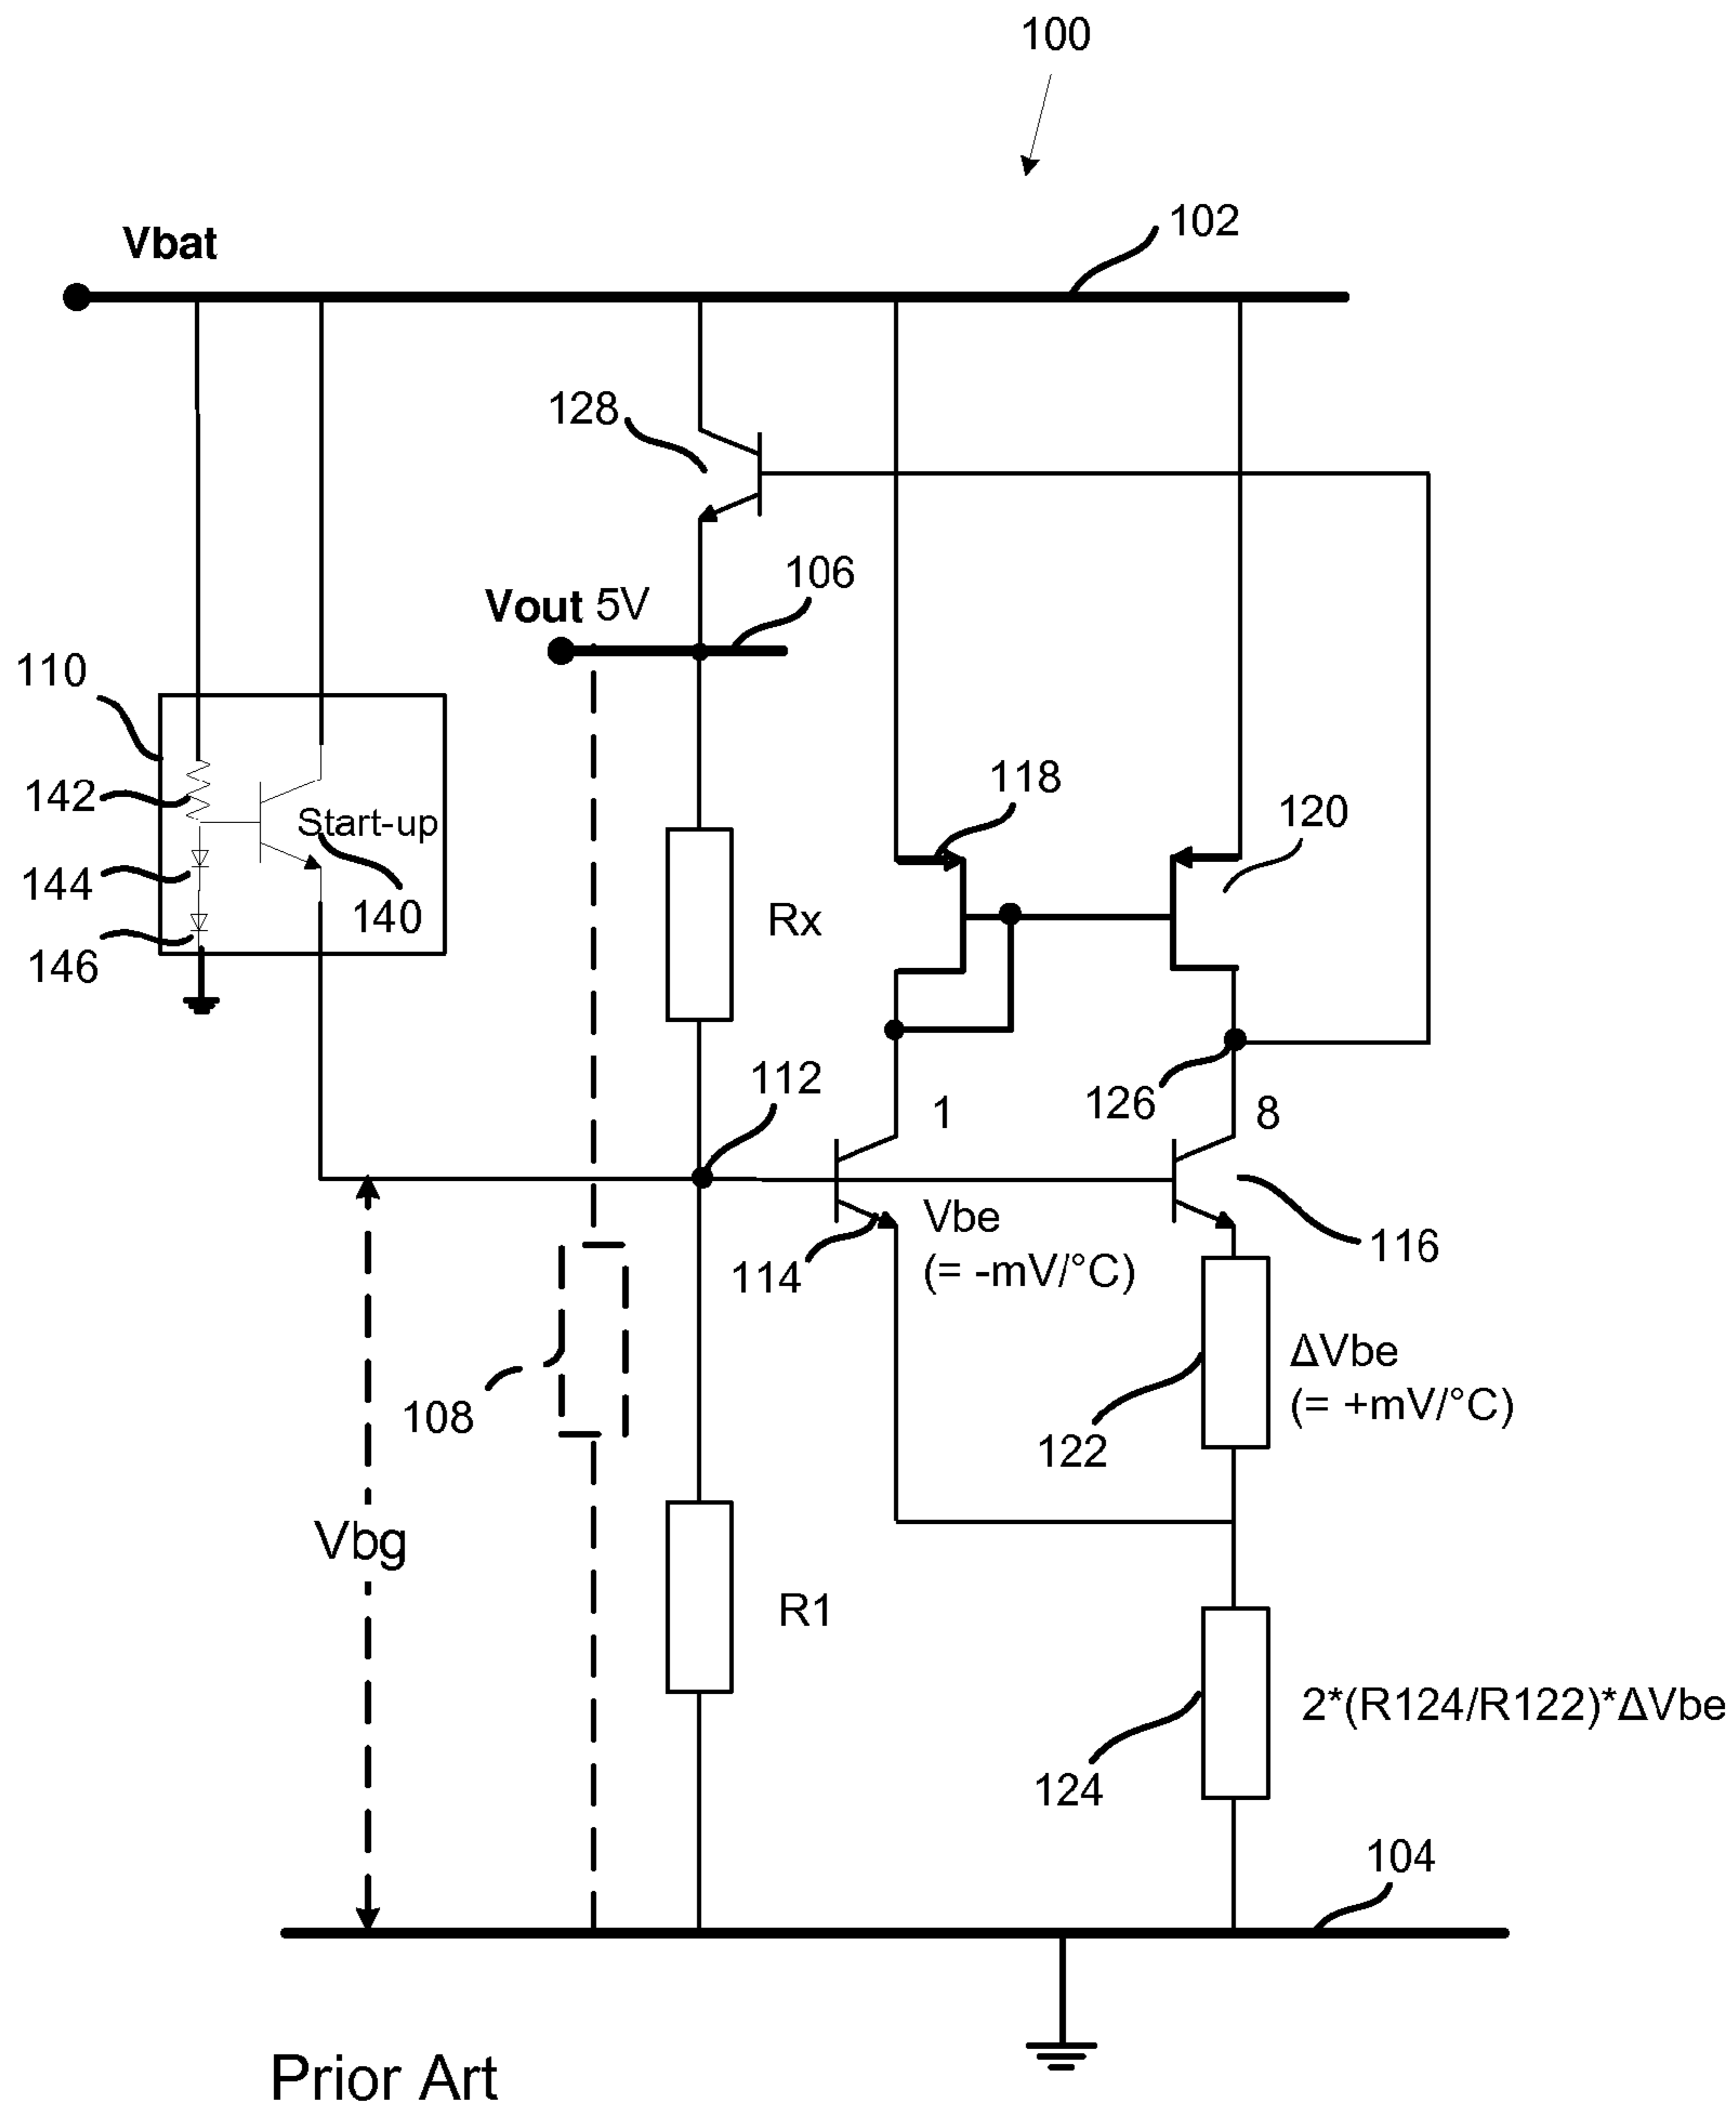 100
102
Vbat
128
106
Vout 5V
110
118
120
142
Start-up
144
140
Rx
146
112
126
1
8
Vbe
(= -mV/°C)
114
116
ΔVbe
(= +mV/°C)
108
122
Vbg
R1
2*(R124/R122)*ΔVbe
124
104
Prior Art